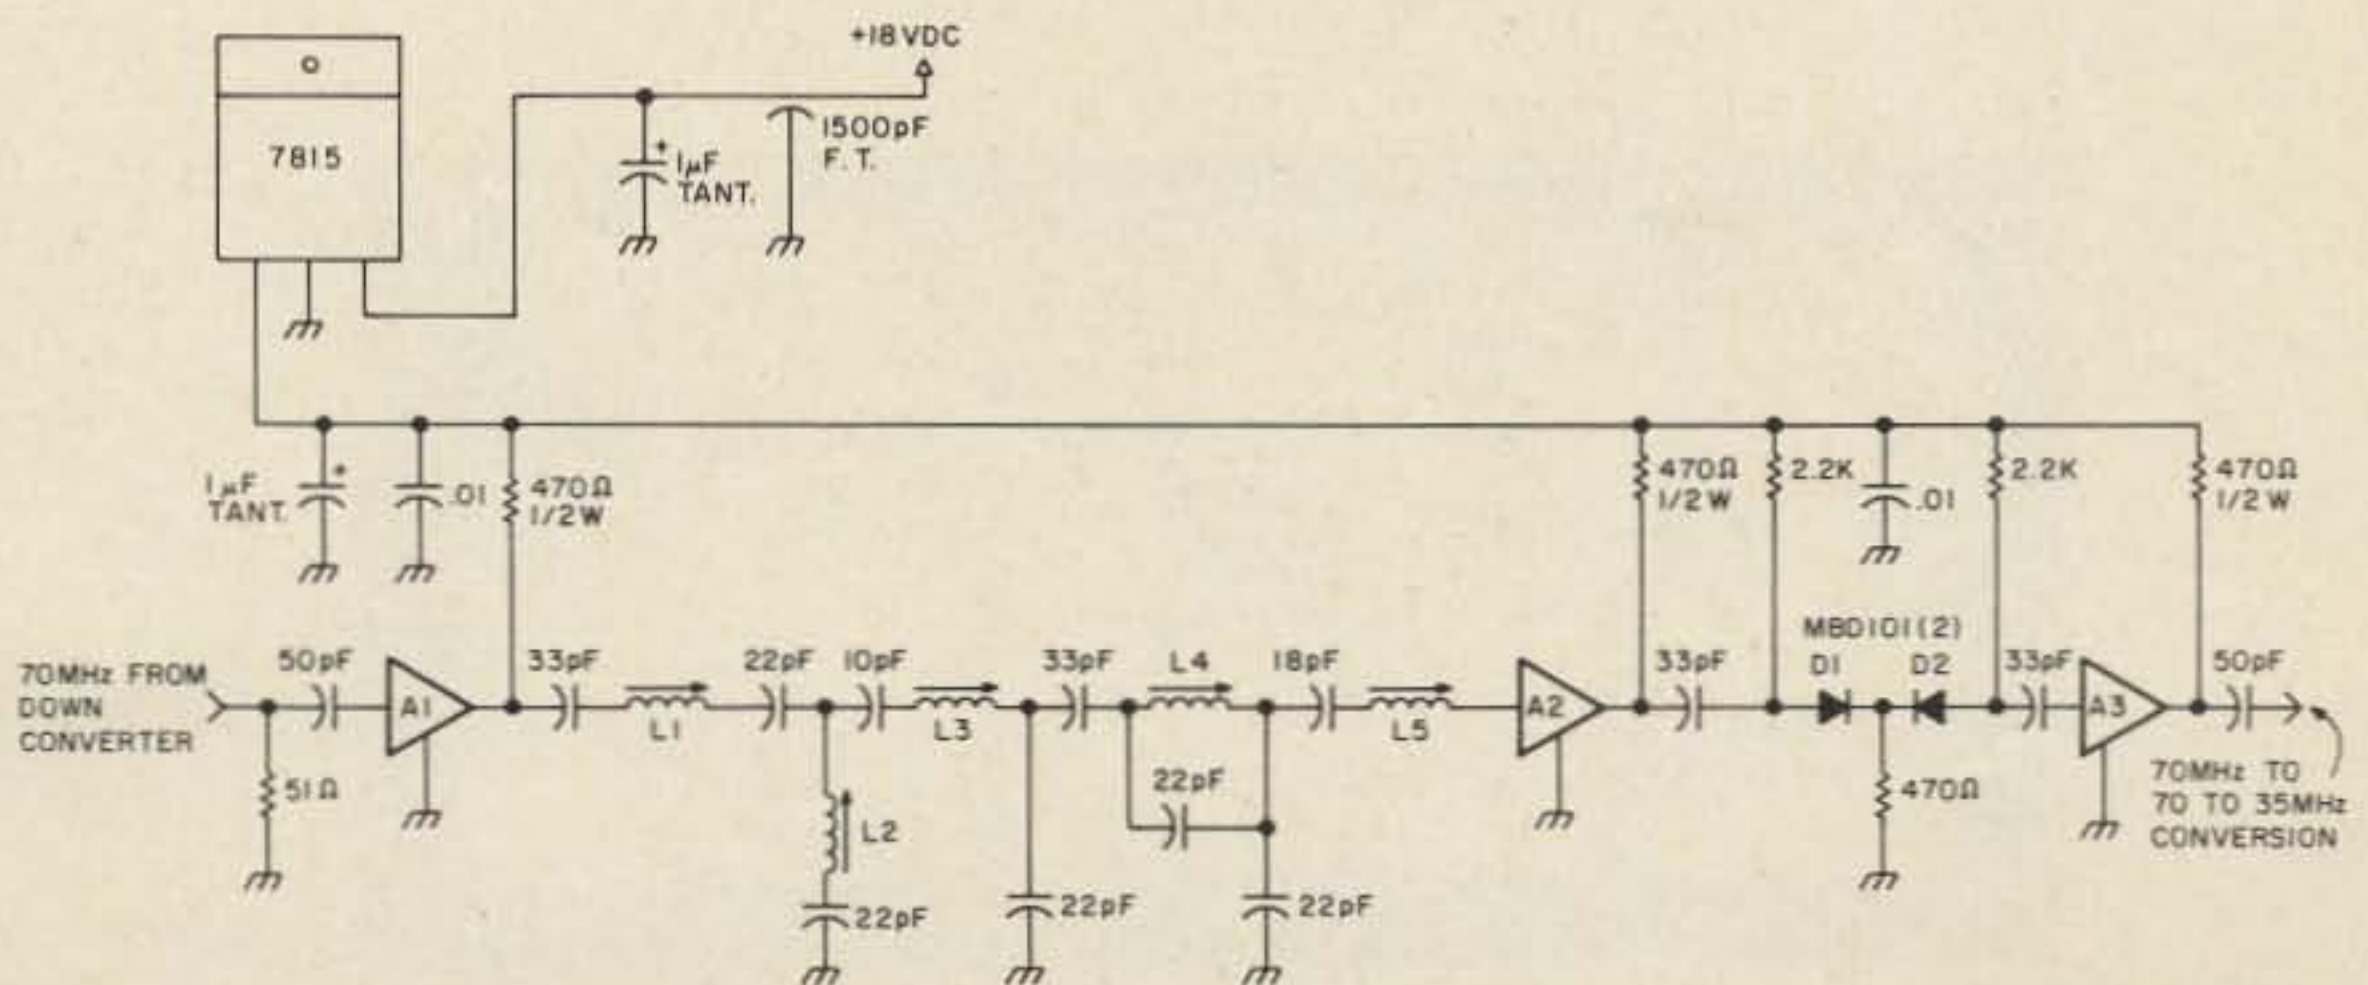 +18VDC
7815
1500pF
F.T.
+
1µF
TANT.
1µF
TANT.
+
.01
470Ω
1/2W
470Ω
1/2W
2.2K
.01
2.2K
470Ω
1/2W
70MHz FROM
DOWN
CONVERTER
50pF
A1
51Ω
33pF
L1
22pF
10pF
L3
33pF
L4
18pF
L5
22pF
L2
22pF
22pF
22pF
A2
33pF
MBD101(2)
D1
D2
470Ω
33pF
A3
50pF
70MHz TO
70 TO 35MHz
CONVERSION